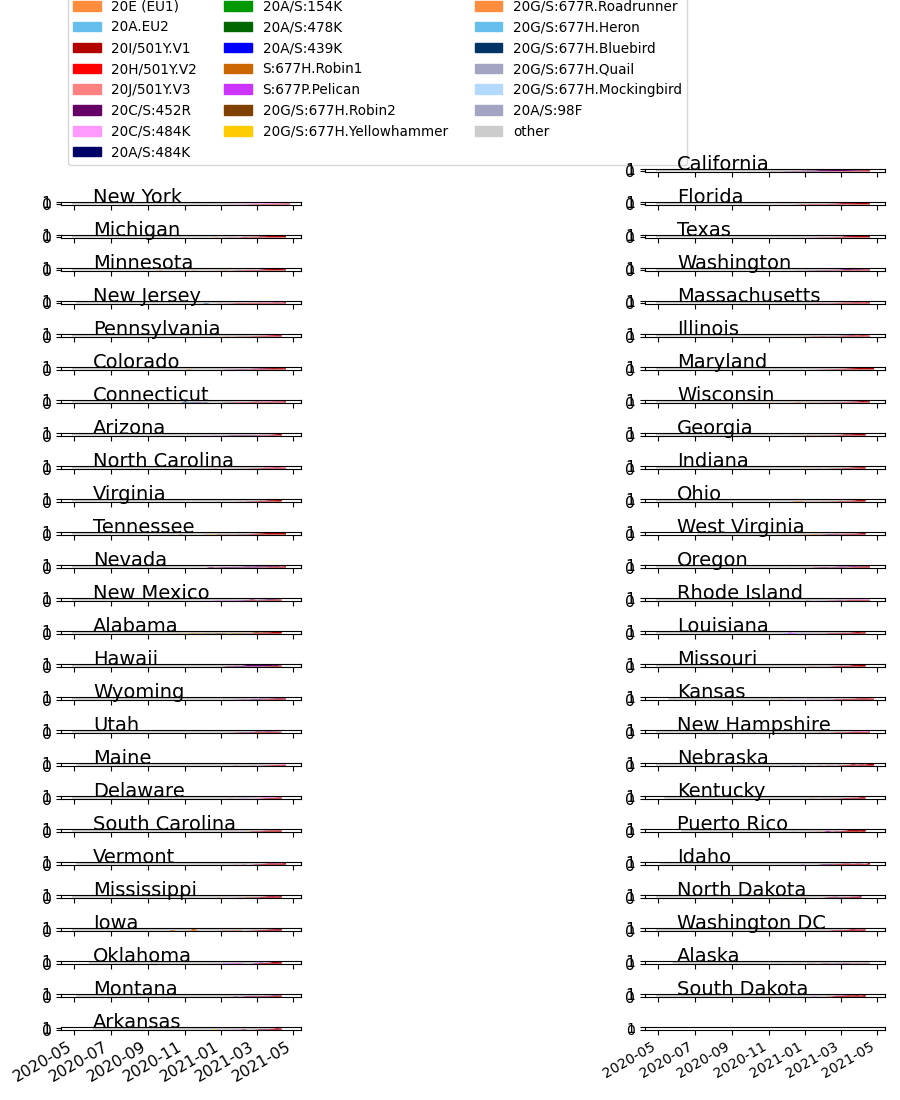 20E (EU1)
20A.EU2
20I/501Y.V1
20H/501Y.V2
20J/501Y.V3
20C/S:452R
20C/S:484K
20A/S:484K
20A/S:154K
20A/S:478K
20A/S:439K
S:677H.Robin1
S:677P.Pelican
20G/S:677H.Robin2
20G/S:677H.Yellowhammer
20G/S:677R.Roadrunner
20G/S:677H.Heron
20G/S:677H.Bluebird
20G/S:677H.Quail
20G/S:677H.Mockingbird
20A/S:98F
other
California
New York
Florida
Michigan
Texas
Minnesota
Washington
New Jersey
Massachusetts
Pennsylvania
Illinois
Colorado
Maryland
Connecticut
Wisconsin
Arizona
Georgia
North Carolina
Indiana
Virginia
Ohio
Tennessee
West Virginia
Nevada
Oregon
New Mexico
Rhode Island
Alabama
Louisiana
Hawaii
Missouri
Wyoming
Kansas
Utah
New Hampshire
Maine
Nebraska
Delaware
Kentucky
South Carolina
Puerto Rico
Vermont
Idaho
Mississippi
North Dakota
Iowa
Washington DC
Oklahoma
Alaska
Montana
South Dakota
Arkansas
2020-05 2020-07 2020-09 2020-11 2021-01 2021-03 2021-05
2020-05 2020-07 2020-09 2020-11 2021-01 2021-03 2021-05